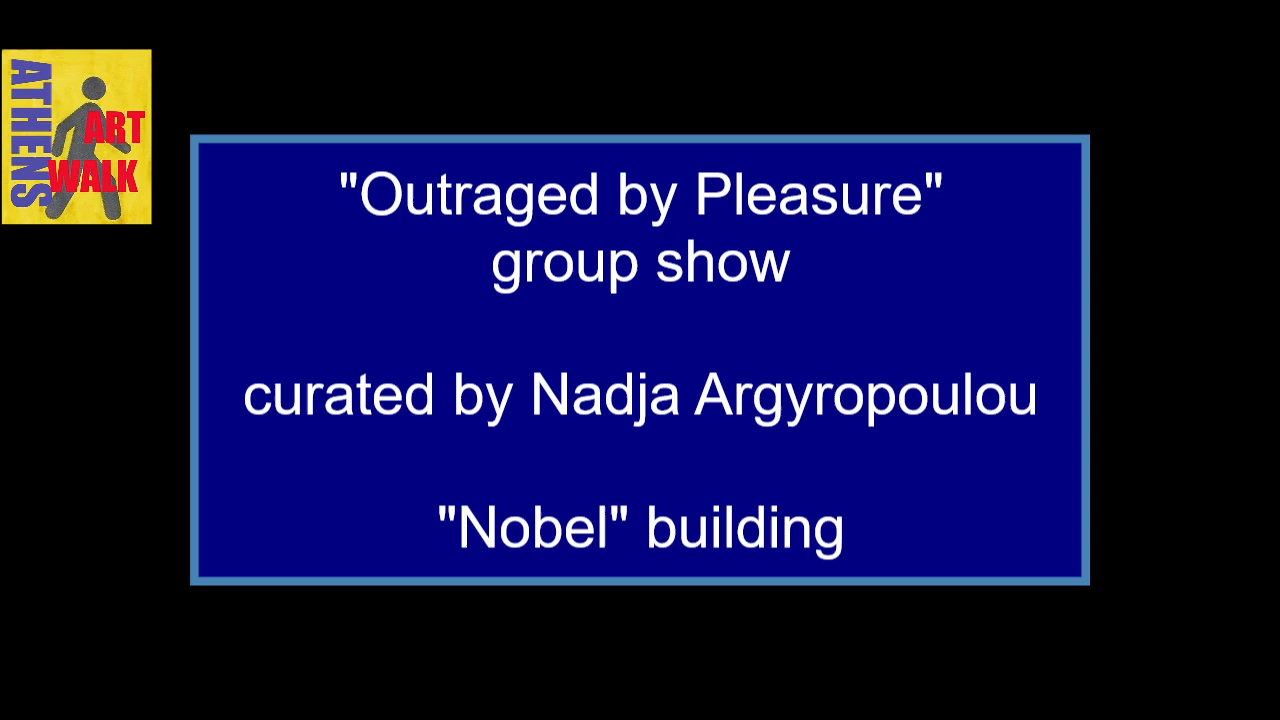 ATHENS
ART
WALK
"Outraged by Pleasure"
group show
curated by Nadja Argyropoulou
"Nobel" building